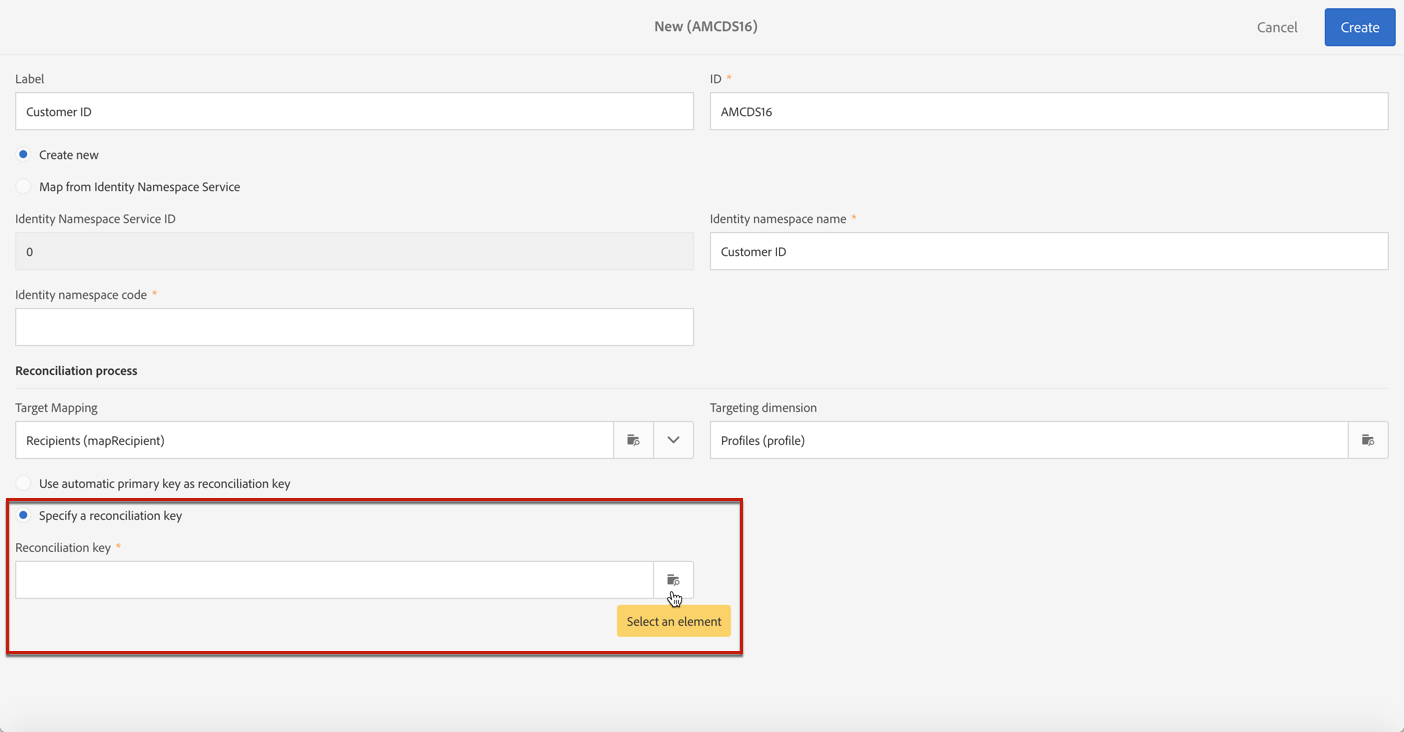 New (AMCDS16)
Cancel
Create
Label
ID *
Customer ID
AMCDS16
Create new
Map from Identity Namespace Service
Identity Namespace Service ID
Identity namespace name *
0
Customer ID
Identity namespace code *
Reconciliation process
Target Mapping
Targeting dimension
Recipients (mapRecipient)
Profiles (profile)
Use automatic primary key as reconciliation key
Specify a reconciliation key
Reconciliation key *
Select an element